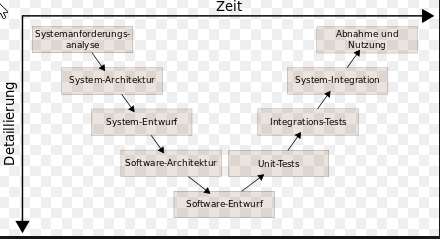 Zeit
Systemanforderungs-
analyse
Abnahme und
Nutzung
System-Architektur
System-Integration
Detaillierung
System-Entwurf
Integrations-Tests
Software-Architektur
Unit-Tests
Software-Entwurf